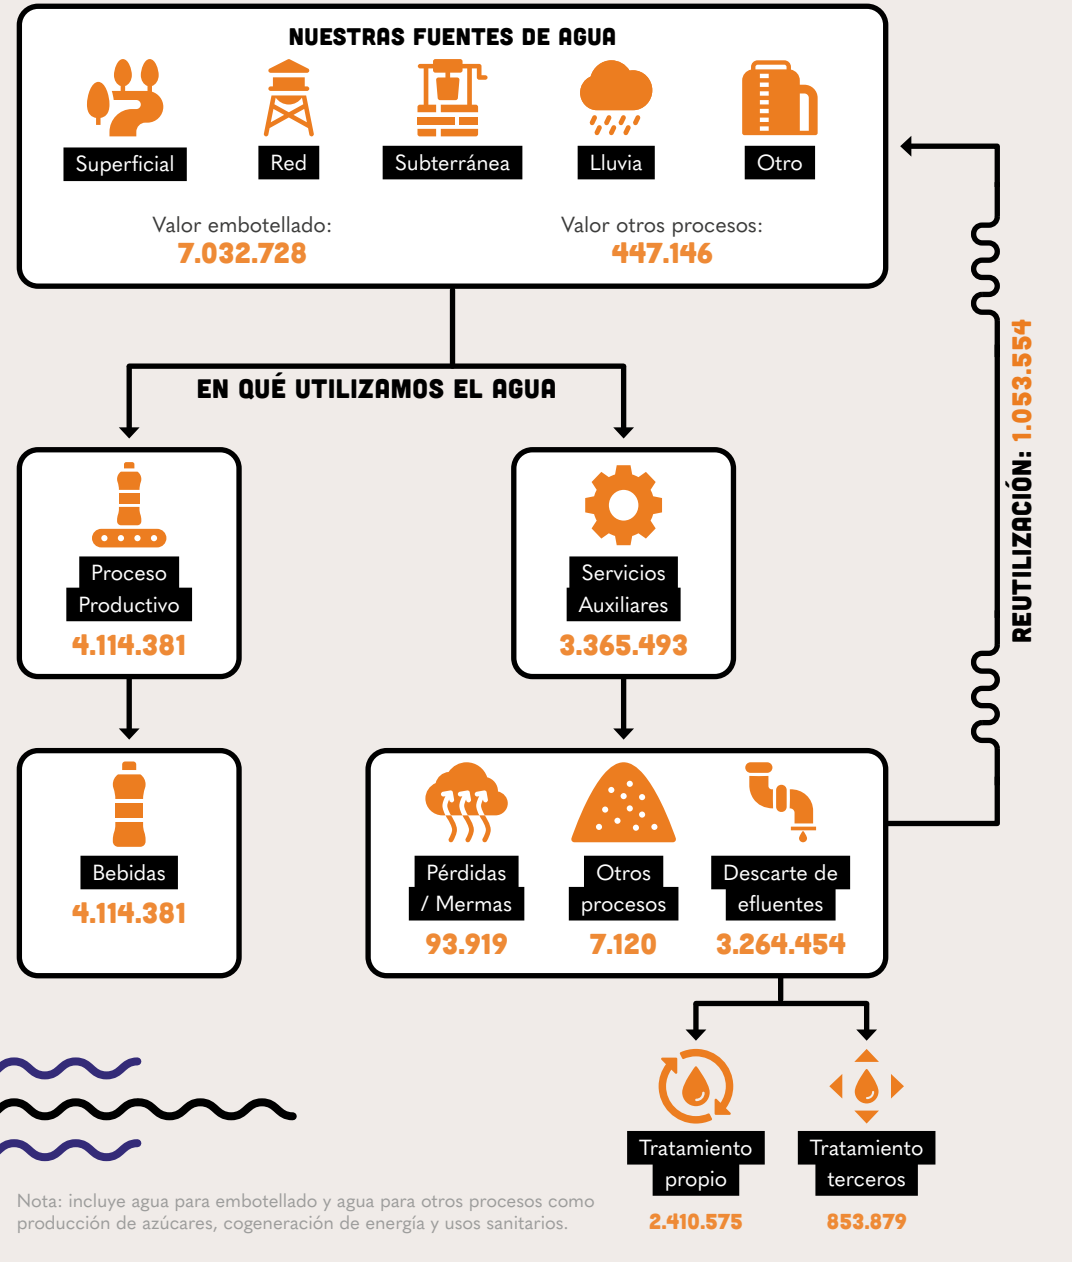 NUESTRAS FUENTES DE AGUA
Superficial
Red
Subterránea
Lluvia
Otro
Valor embotellado:
7.032.728
Valor otros procesos:
447.146
REUTILIZACIÓN: 1.053.554
EN QUÉ UTILIZAMOS EL AGUA
Proceso
Productivo
4.114.381
Servicios
Auxiliares
3.365.493
Bebidas
4.114.381
Pérdidas
/ Mermas
93.919
Otros
procesos
7.120
Descarte de
efluentes
3.264.454
Tratamiento
propio
2.410.575
Tratamiento
terceros
853.879
Nota: incluye agua para embotellado y agua para otros procesos como
producción de azúcares, cogeneración de energía y usos sanitarios.